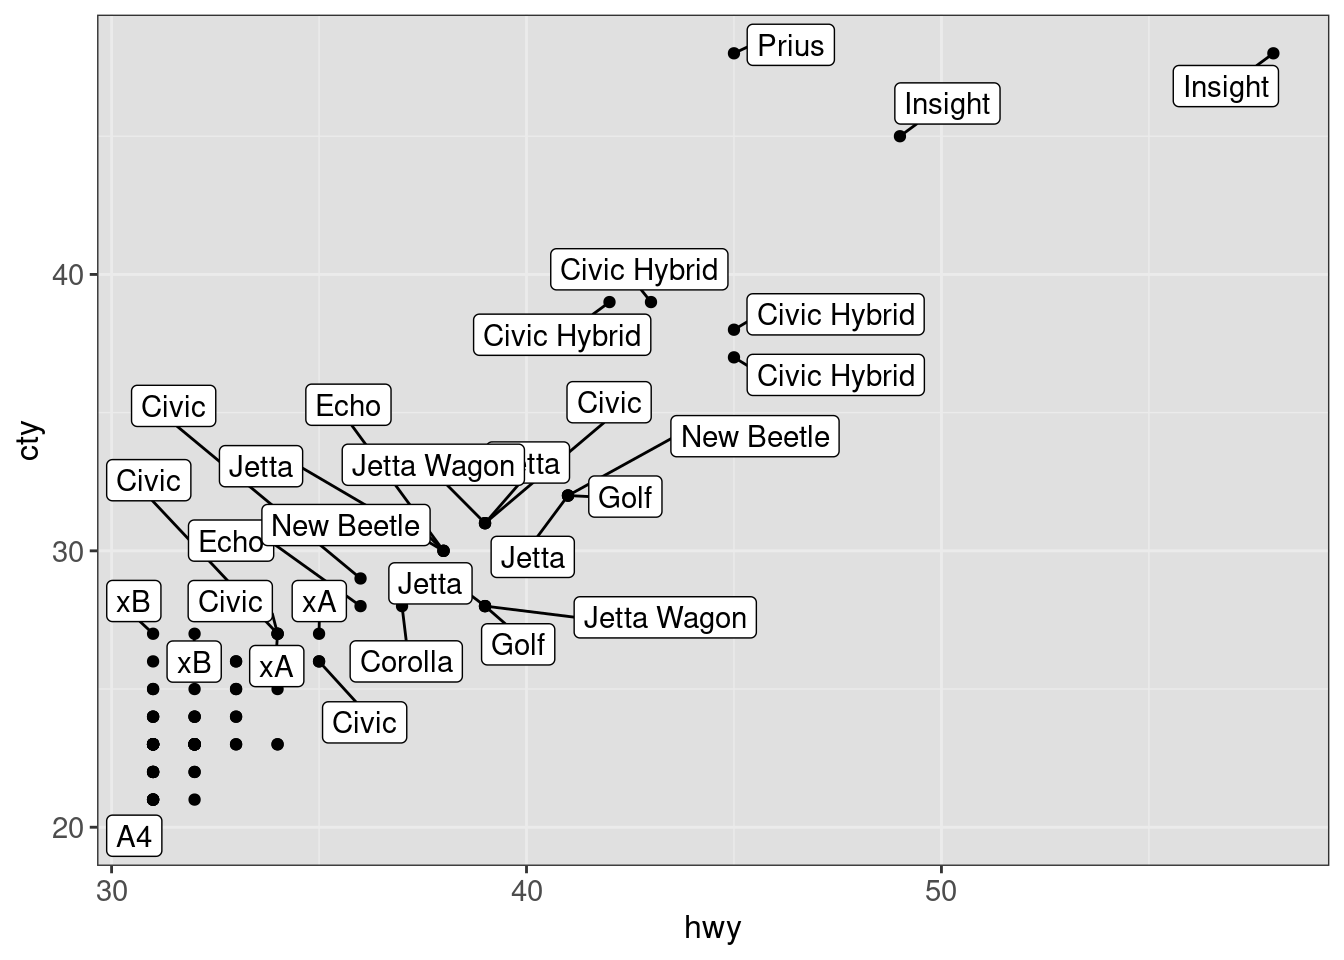 Prius
Insight
Insight
40
Civic Hybrid
Civic Hybrid
Civic Hybrid
Civic Hybrid
Civic
Echo
Civic
New Beetle
cty
Jetta
Jetta Wagon
etta
Civic
Golf
New Beetle
Echo
30
Jetta
Jetta
xB
Civic
xA
Jetta Wagon
Golf
xB
xA
Corolla
Civic
20
A4
30
40
50
hwy